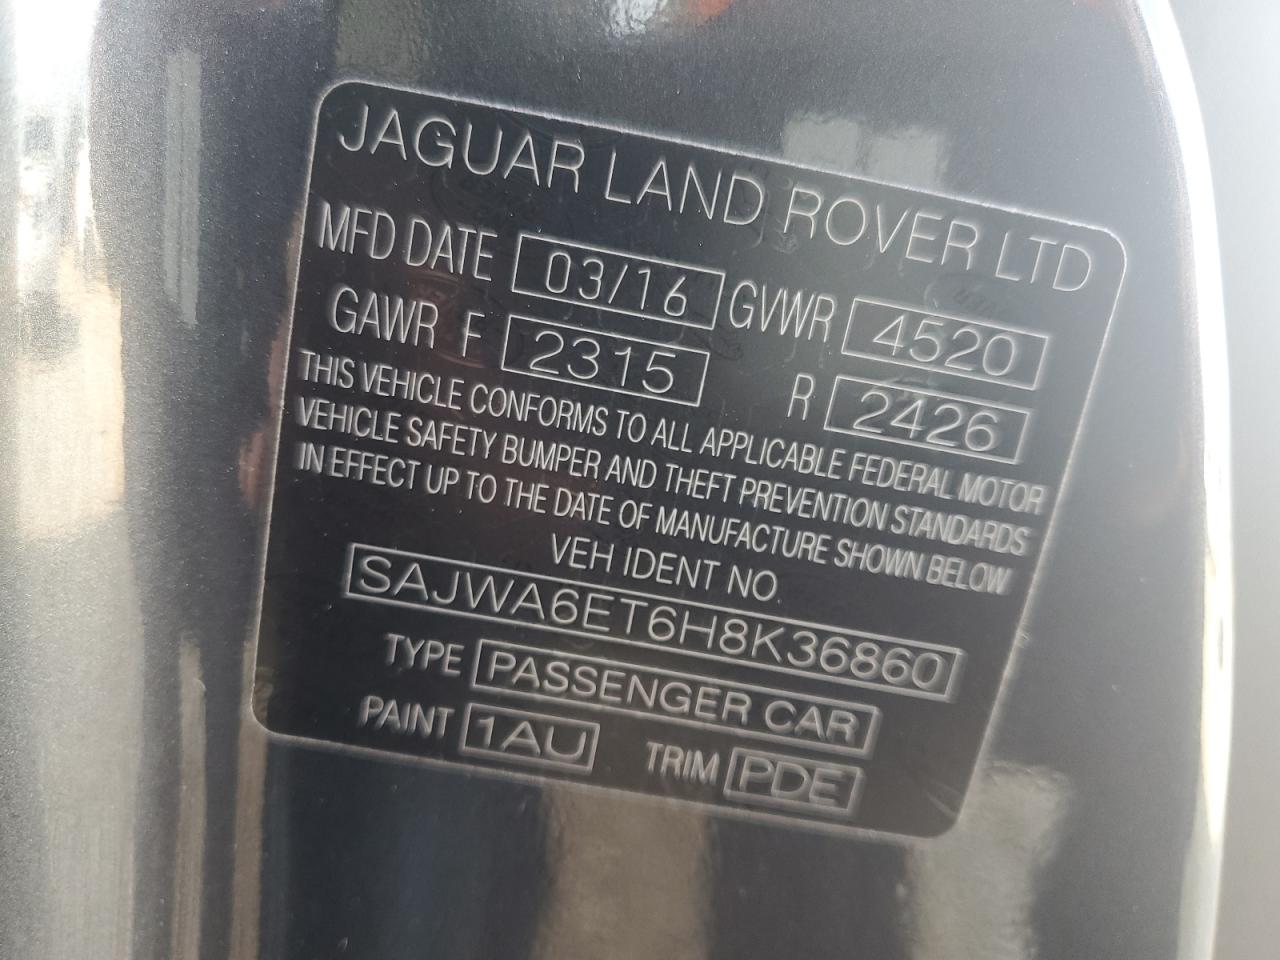 JAGUAR LAND ROVER LTD
MFD DATE 03/16 GVWR 4520
GAWR F 2315 R 2426
THIS VEHICLE CONFORMS TO ALL APPLICABLE FEDERAL MOTOR
VEHICLE SAFETY BUMPER AND THEFT PREVENTION STANDARDS
IN EFFECT UP TO THE DATE OF MANUFACTURE SHOWN BELOW
VEH IDENT NO.
SAJWA6ET6H8K36860
TYPE PASSENGER CAR
PAINT 1AU TRIM PDE